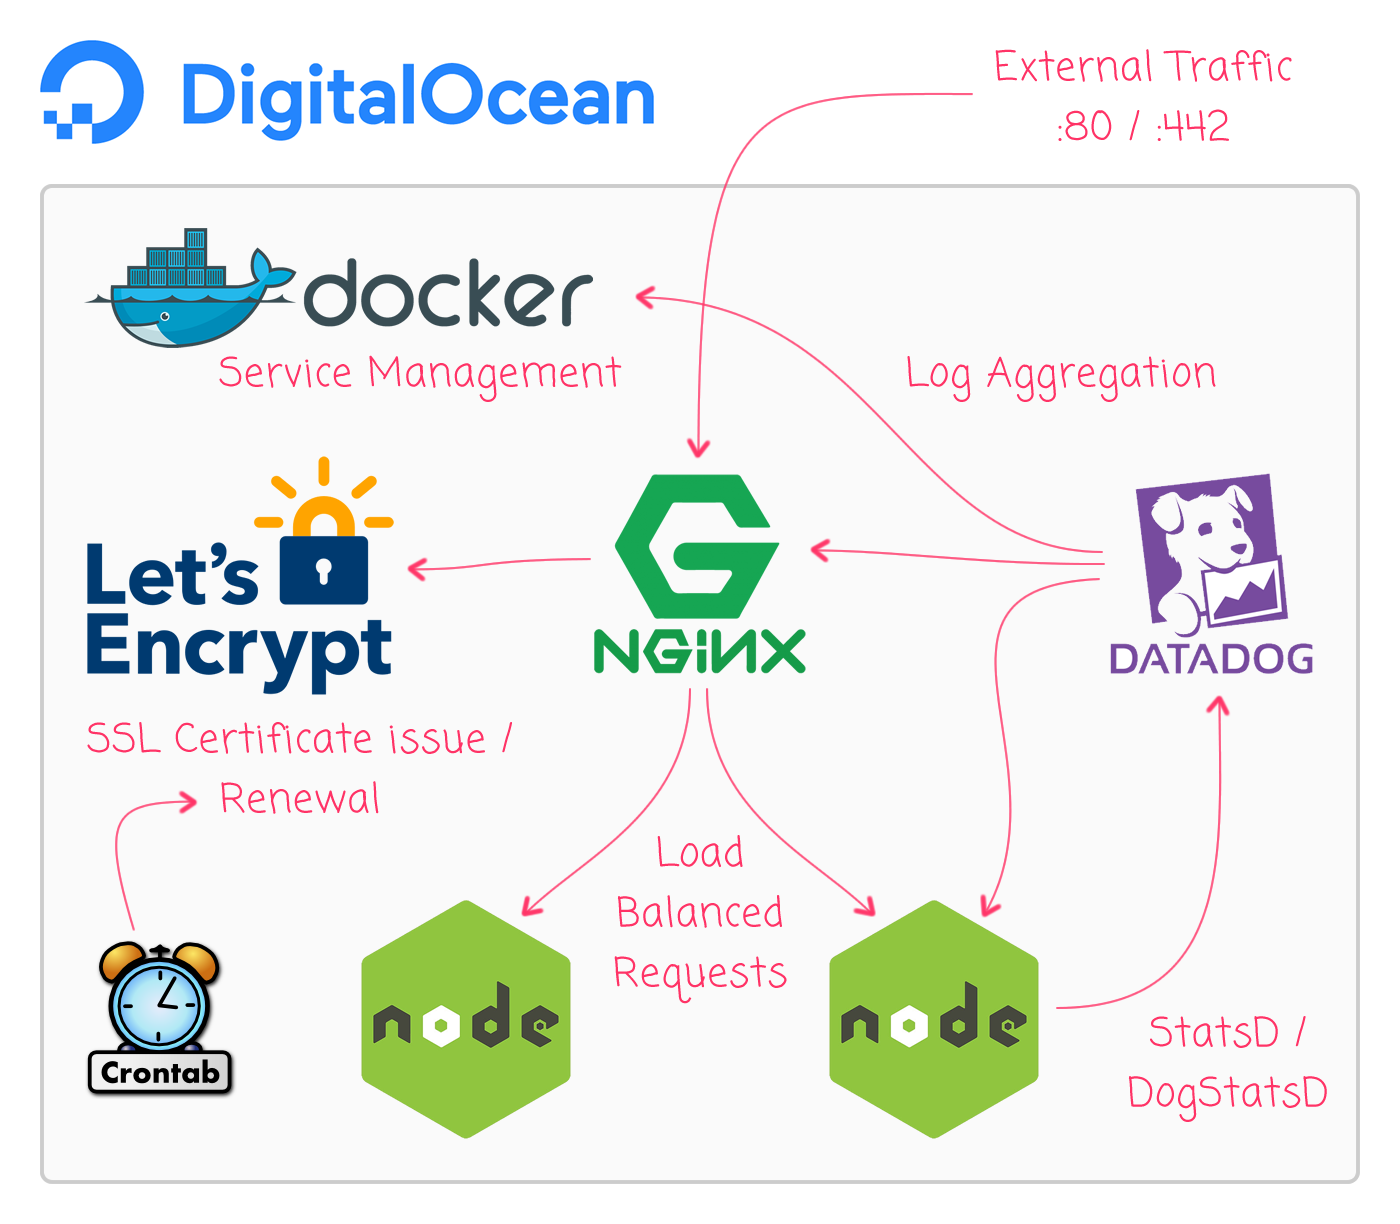 DigitalOcean
External Traffic
:80 / :442
docker
Service Management
Log Aggregation
Let's
Encrypt
NGINX
DATADOG
SSL Certificate issue /
Renewal
Load
Balanced
Requests
Crontab
node
node
StatsD /
DogStatsD